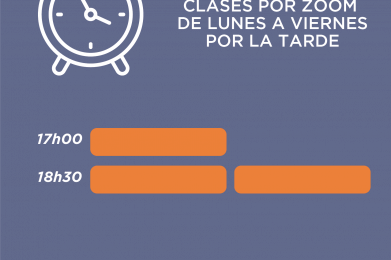 CLASES POR ZOOM
DE LUNES A VIERNES
POR LA TARDE
17h00
18h30